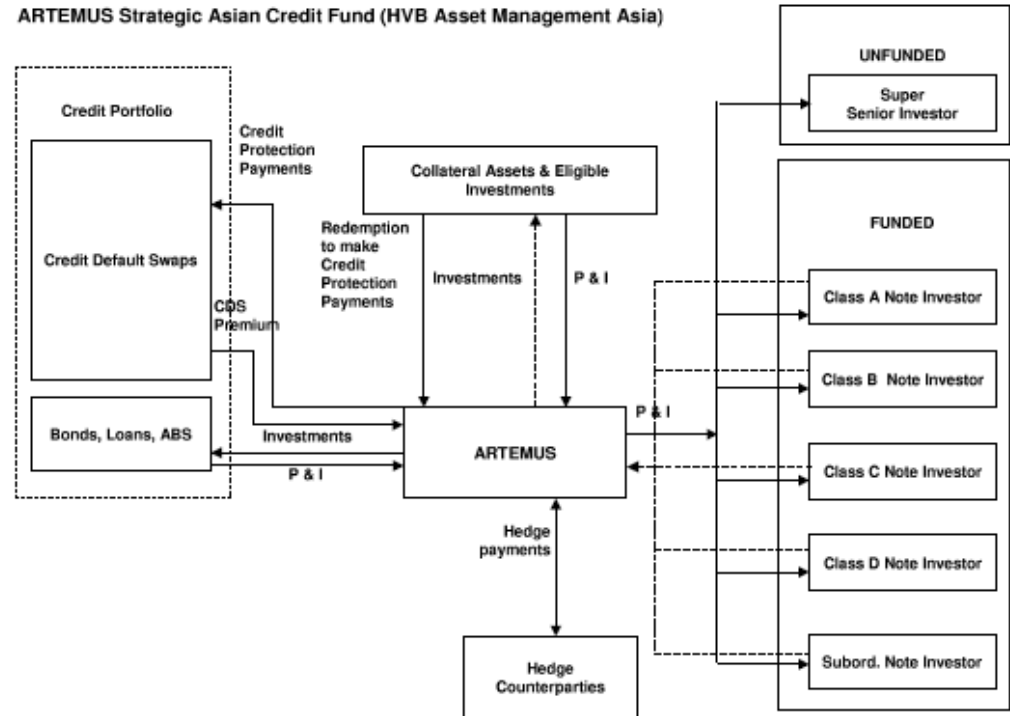 ARTEMUS Strategic Asian Credit Fund (HVB Asset Management Asia)
UNFUNDED
Super
Senior Investor
Credit Portfolio
Credit
Protection
Payments
Collateral Assets & Eligible
Investments
FUNDED
Redemption
to make
Credit
Protection
Payments
Investments
P & I
Credit Default Swaps
CDS
Premium
Class A Note Investor
Class B Note Investor
P & I
Bonds, Loans, ABS
Investments
P & I
ARTEMUS
Class C Note Investor
Hedge
payments
Class D Note Investor
Hedge
Counterparties
Subord. Note Investor